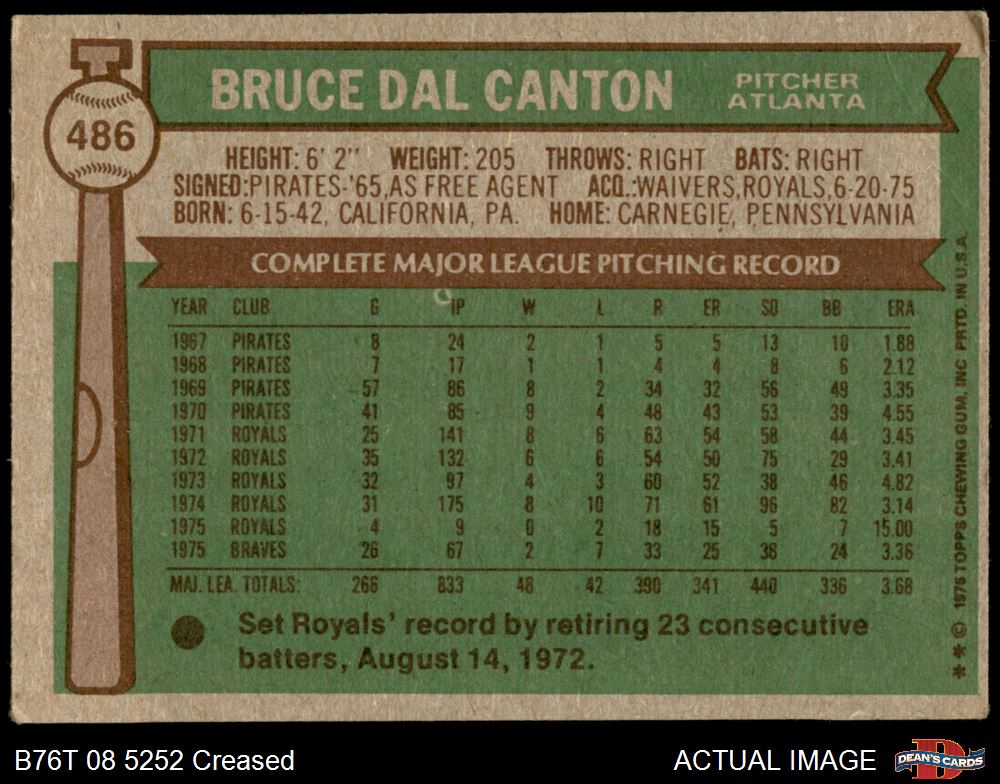 BRUCE DAL CANTON PITCHER ATLANTA
486
HEIGHT: 6' 2" WEIGHT: 205 THROWS: RIGHT BATS: RIGHT
SIGNED:PIRATES-'65,AS FREE AGENT ACQ.:WAIVERS,ROYALS,6-20-75
BORN: 6-15-42, CALIFORNIA, PA. HOME: CARNEGIE, PENNSYLVANIA
COMPLETE MAJOR LEAGUE PITCHING RECORD
YEAR CLUB G IP W L R ER SO BB ERA
1967 PIRATES 8 24 2 1 5 5 13 10 1.88
1968 PIRATES 7 17 1 1 4 4 8 6 2.12
1969 PIRATES 57 86 8 2 34 32 56 49 3.35
1970 PIRATES 41 85 9 4 48 43 53 39 4.55
1971 ROYALS 25 141 8 6 63 54 58 44 3.45
1972 ROYALS 35 132 6 6 54 50 75 29 3.41
1973 ROYALS 32 97 4 3 60 52 38 46 4.82
1974 ROYALS 31 175 8 10 71 61 96 82 3.14
1975 ROYALS 4 9 0 2 18 15 5 7 15.00
1975 BRAVES 26 67 2 7 33 25 38 24 3.36
MAJ. LEA. TOTALS: 266 833 48 42 390 341 440 336 3.68
Set Royals' record by retiring 23 consecutive
batters, August 14, 1972.
** © 1976 TOPPS CHEWING GUM, INC PRTD. IN U.S.A.
B76T 08 5252 Creased
ACTUAL IMAGE
DEAN'S CARDS